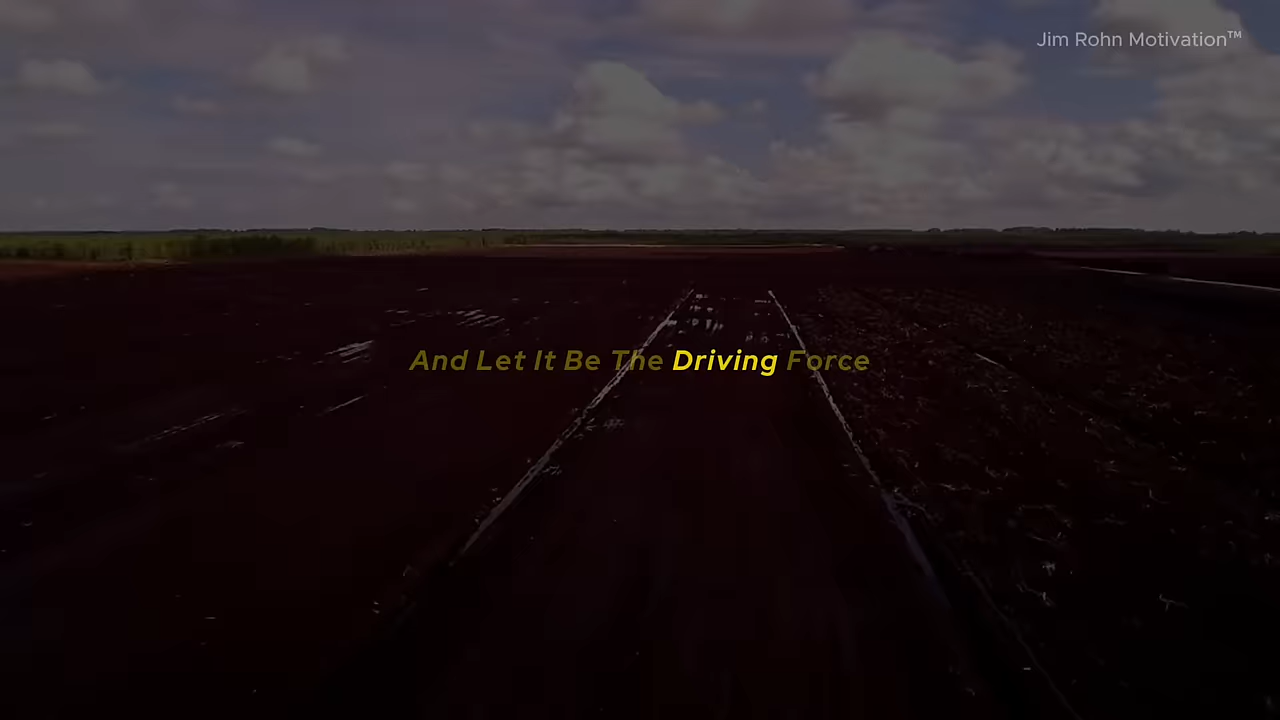 Jim Rohn Motivation™
And Let It Be The Driving Force